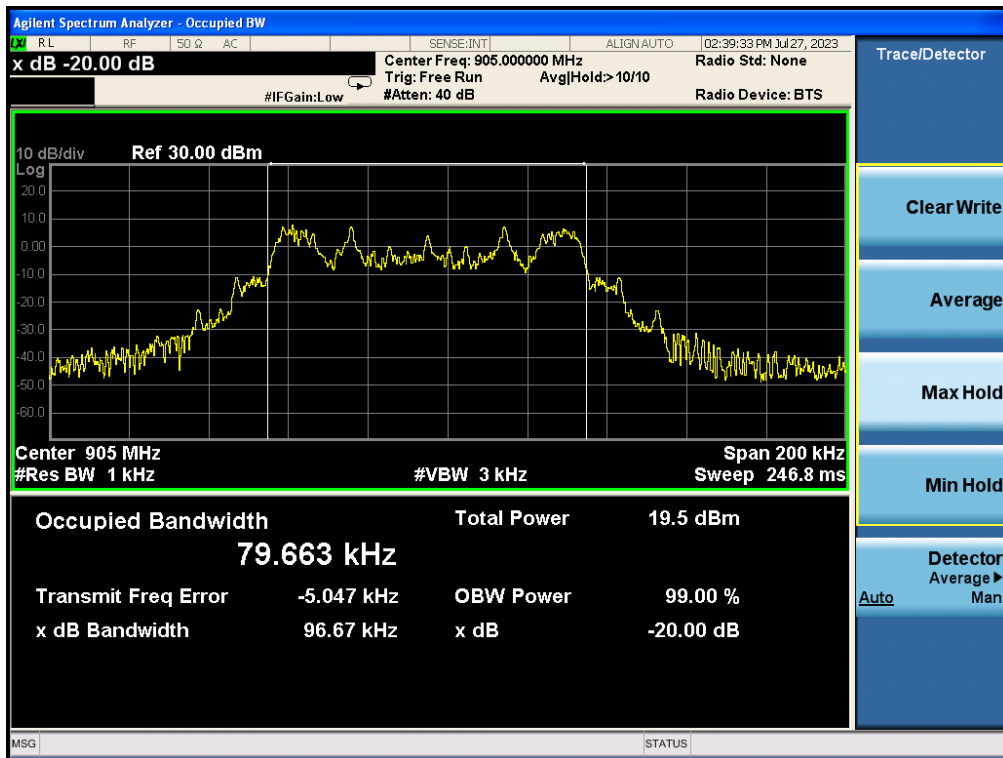 Agilent Spectrum Analyzer - Occupied BW
LXI RL RF 50 Ω AC SENSE:INT ALIGNAUTO 02:39:33 PM Jul 27, 2023
x dB -20.00 dB
Center Freq: 905.000000 MHz
Radio Std: None
Trig: Free Run Avg|Hold:> 10/10
#IFGain:Low #Atten: 40 dB
Radio Device: BTS
10 dB/div Ref 30.00 dBm
Log
20.0
10.0
0.00
-10.0
-20.0
-30.0
-40.0
-50.0
-60.0
Center 905 MHz Span 200 kHz
#Res BW 1 kHz #VBW 3 kHz Sweep 246.8 ms
Occupied Bandwidth Total Power 19.5 dBm
79.663 kHz
Transmit Freq Error -5.047 kHz OBW Power 99.00 %
x dB Bandwidth 96.67 kHz x dB -20.00 dB
MSG STATUS
Trace/Detector
Clear Write
Average
Max Hold
Min Hold
Detector
Average▶
Auto Man